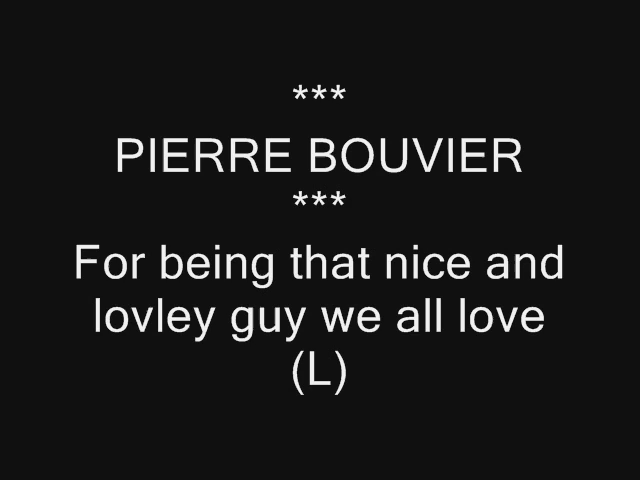 ***
PIERRE BOUVIER
***
For being that nice and
lovley guy we all love
(L)